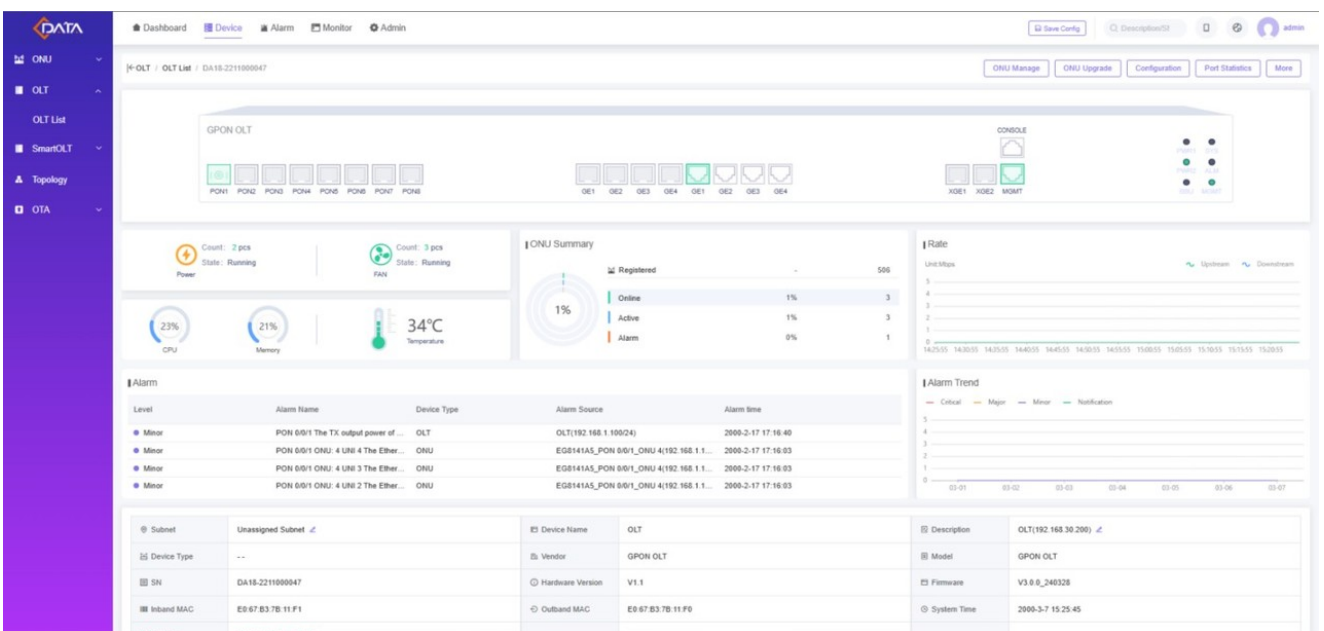 DATA
Dashboard Device Alarm Monitor Admin
Save Config Description/SN admin
ONU
OLT
OLT List
SmartOLT
Topology
OTA
OLT / OLT List / DA18-2211000047
ONU Manage ONU Upgrade Configuration Port Statistics More
GPON OLT
CONSOLE
PON1 PON2 PON3 PON4 PON5 PON6 PON7 PON8
GE1 GE2 GE3 GE4 GE1 GE2 GE3 GE4
XGE1 XGE2 MGMT
PWR1 SYS
PWR2 ALM
MGMT
Count: 2 pcs
State: Running
Power
Count: 3 pcs
State: Running
FAN
23%
CPU
21%
Memory
34°C
Temperature
ONU Summary
1%
Registered - 506
Online 1% 3
Active 1% 3
Alarm 0% 1
Rate
Unit:Mbps
Upstream Downstream
5
4
3
2
1
0
14:25:55 14:30:55 14:35:55 14:40:55 14:45:55 14:50:55 14:55:55 15:00:55 15:05:55 15:10:55 15:15:55 15:20:55
Alarm
Level Alarm Name Device Type Alarm Source Alarm time
Minor PON 0/0/1 The TX output power of ... OLT OLT(192.168.1.100/24) 2000-2-17 17:16:40
Minor PON 0/0/1 ONU: 4 UNI 4 The Ether... ONU EG8141A5_PON 0/0/1_ONU 4(192.168.1.1... 2000-2-17 17:16:03
Minor PON 0/0/1 ONU: 4 UNI 3 The Ether... ONU EG8141A5_PON 0/0/1_ONU 4(192.168.1.1... 2000-2-17 17:16:03
Minor PON 0/0/1 ONU: 4 UNI 2 The Ether... ONU EG8141A5_PON 0/0/1_ONU 4(192.168.1.1... 2000-2-17 17:16:03
Alarm Trend
Critical Major Minor Notification
5
4
3
2
1
0
03-01 03-02 03-03 03-04 03-05 03-06 03-07
Subnet Unassigned Subnet Device Name OLT Description OLT(192.168.30.200)
Device Type -- Vendor GPON OLT Model GPON OLT
SN DA18-2211000047 Hardware Version V1.1 Firmware V3.0.0_240328
Inband MAC E0:67:B3:7B:11:F1 Outband MAC E0:67:B3:7B:11:F0 System Time 2000-3-7 15:25:45